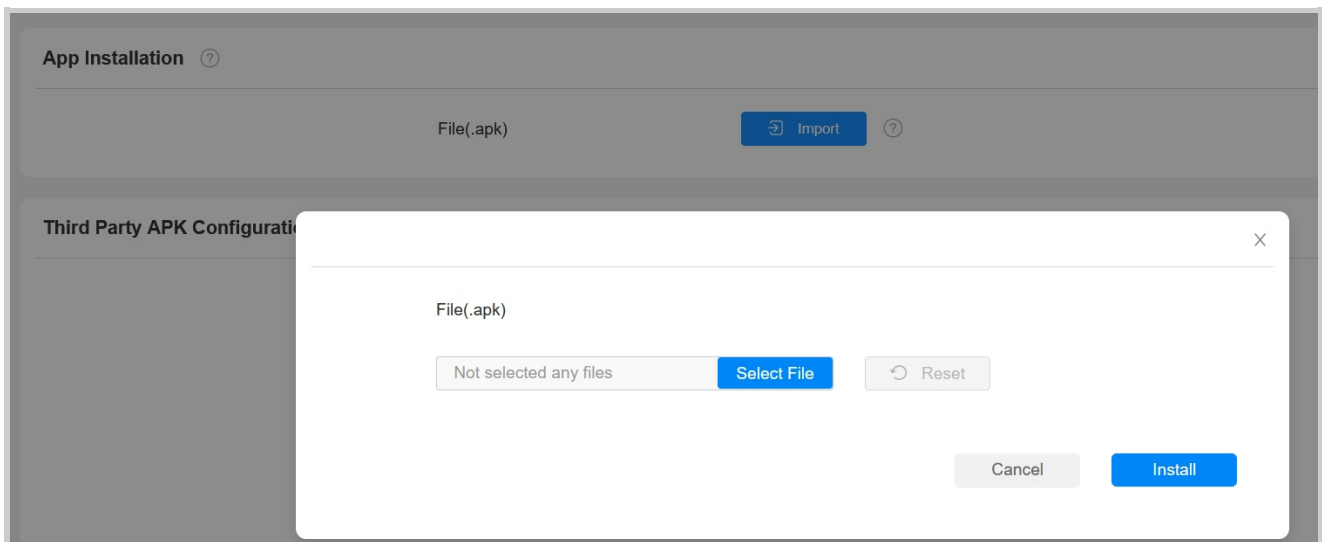 App Installation ?
File(.apk) Import ?
Third Party APK
File(.apk)
Not selected any files Select File Reset
Cancel Install